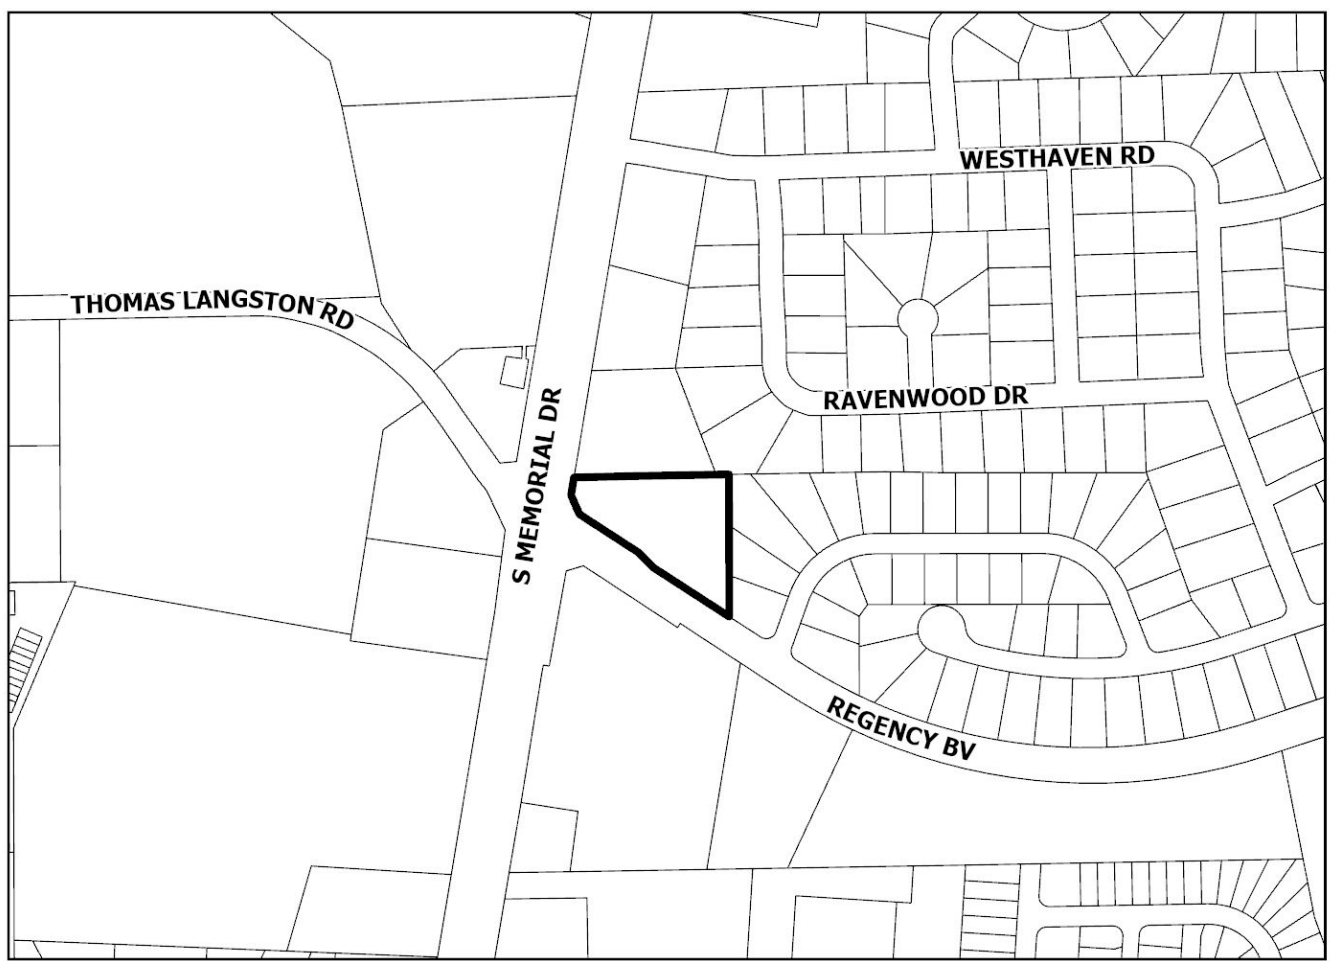 WESTHAVEN RD
THOMAS LANGSTON RD
RAVENWOOD DR
S MEMORIAL DR
REGENCY BV